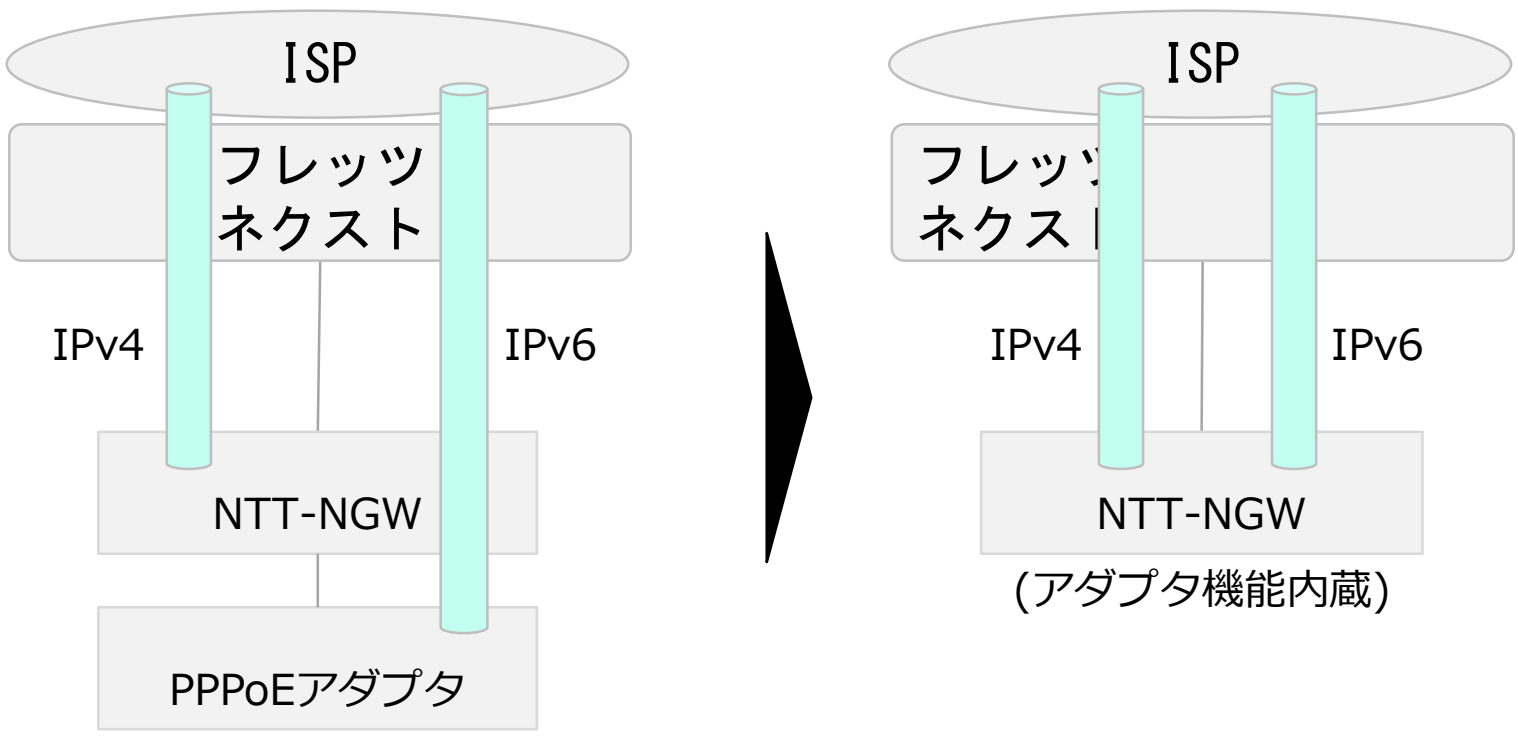 ISP
フレッツ
ネクスト
IPv4
IPv6
NTT-NGW
PPPoEアダプタ
ISP
フレッツ
ネクスト
IPv4
IPv6
NTT-NGW
(アダプタ機能内蔵)